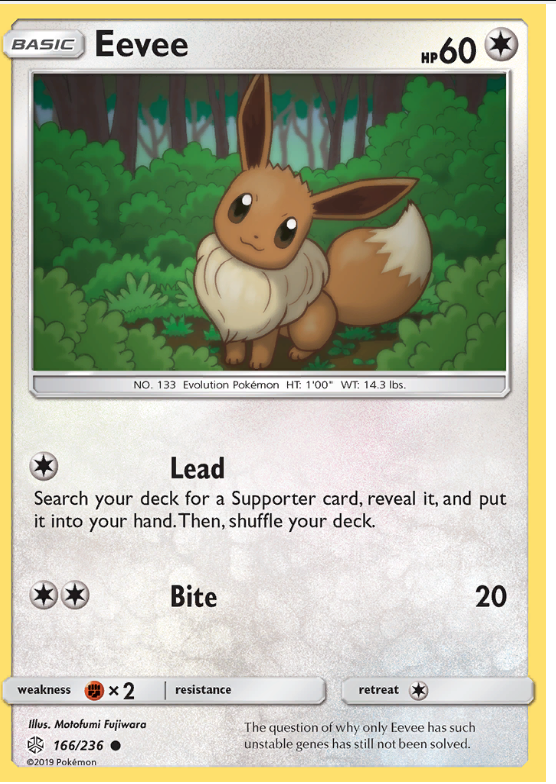 BASIC Eevee HP60
NO. 133 Evolution Pokémon HT: 1'00" WT: 14.3 lbs.
Lead
Search your deck for a Supporter card, reveal it, and put
it into your hand. Then, shuffle your deck.
Bite 20
weakness ×2 resistance retreat
Illus. Motofumi Fujiwara
166/236
©2019 Pokémon
The question of why only Eevee has such
unstable genes has still not been solved.